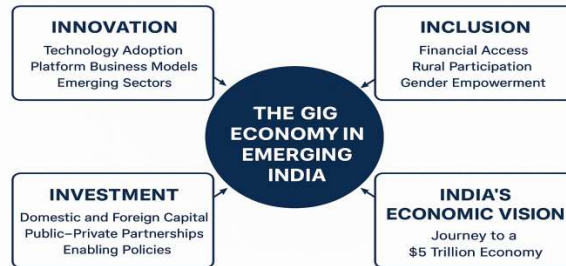 INNOVATION
Technology Adoption
Platform Business Models
Emerging Sectors
INCLUSION
Financial Access
Rural Participation
Gender Empowerment
THE GIG
ECONOMY IN
EMERGING
INDIA
INVESTMENT
Domestic and Foreign Capital
Public–Private Partnerships
Enabling Policies
INDIA'S
ECONOMIC VISION
Journey to a
$5 Trillion Economy